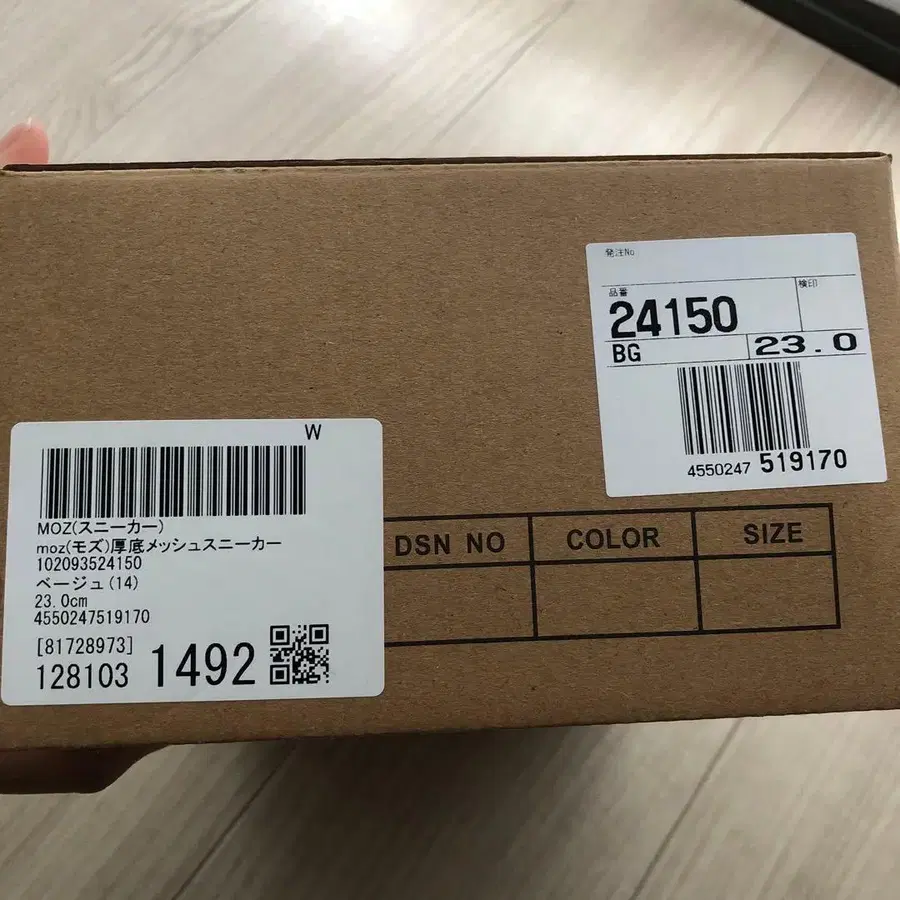 発注No
品番
検印
24150
BG
23.0
4550247 519170
W
MOZ(スニーカー)
moz(モズ)厚底メッシュスニーカー
102093524150
ベージュ(14)
23.0cm
4550247519170
[81728973]
128103 1492
DSN NO
COLOR
SIZE